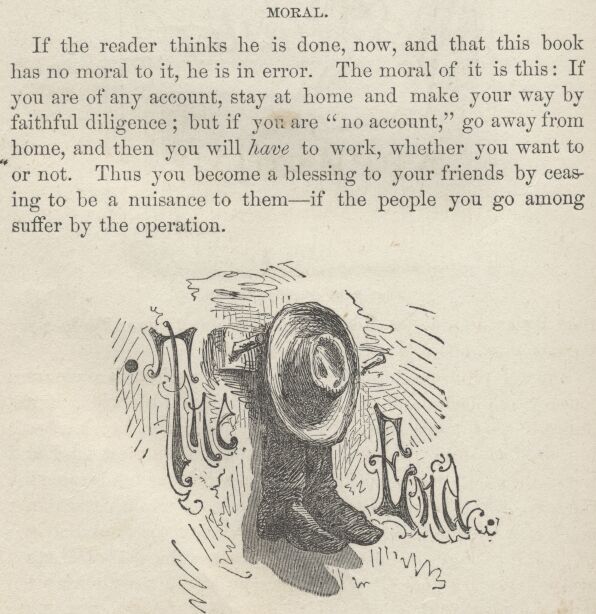 MORAL.
If the reader thinks he is done, now, and that this book
has no moral to it, he is in error. The moral of it is this: If
you are of any account, stay at home and make your way by
faithful diligence; but if you are “no account,” go away from
home, and then you will have to work, whether you want to
or not. Thus you become a blessing to your friends by ceas-
ing to be a nuisance to them—if the people you go among
suffer by the operation.
The
End.